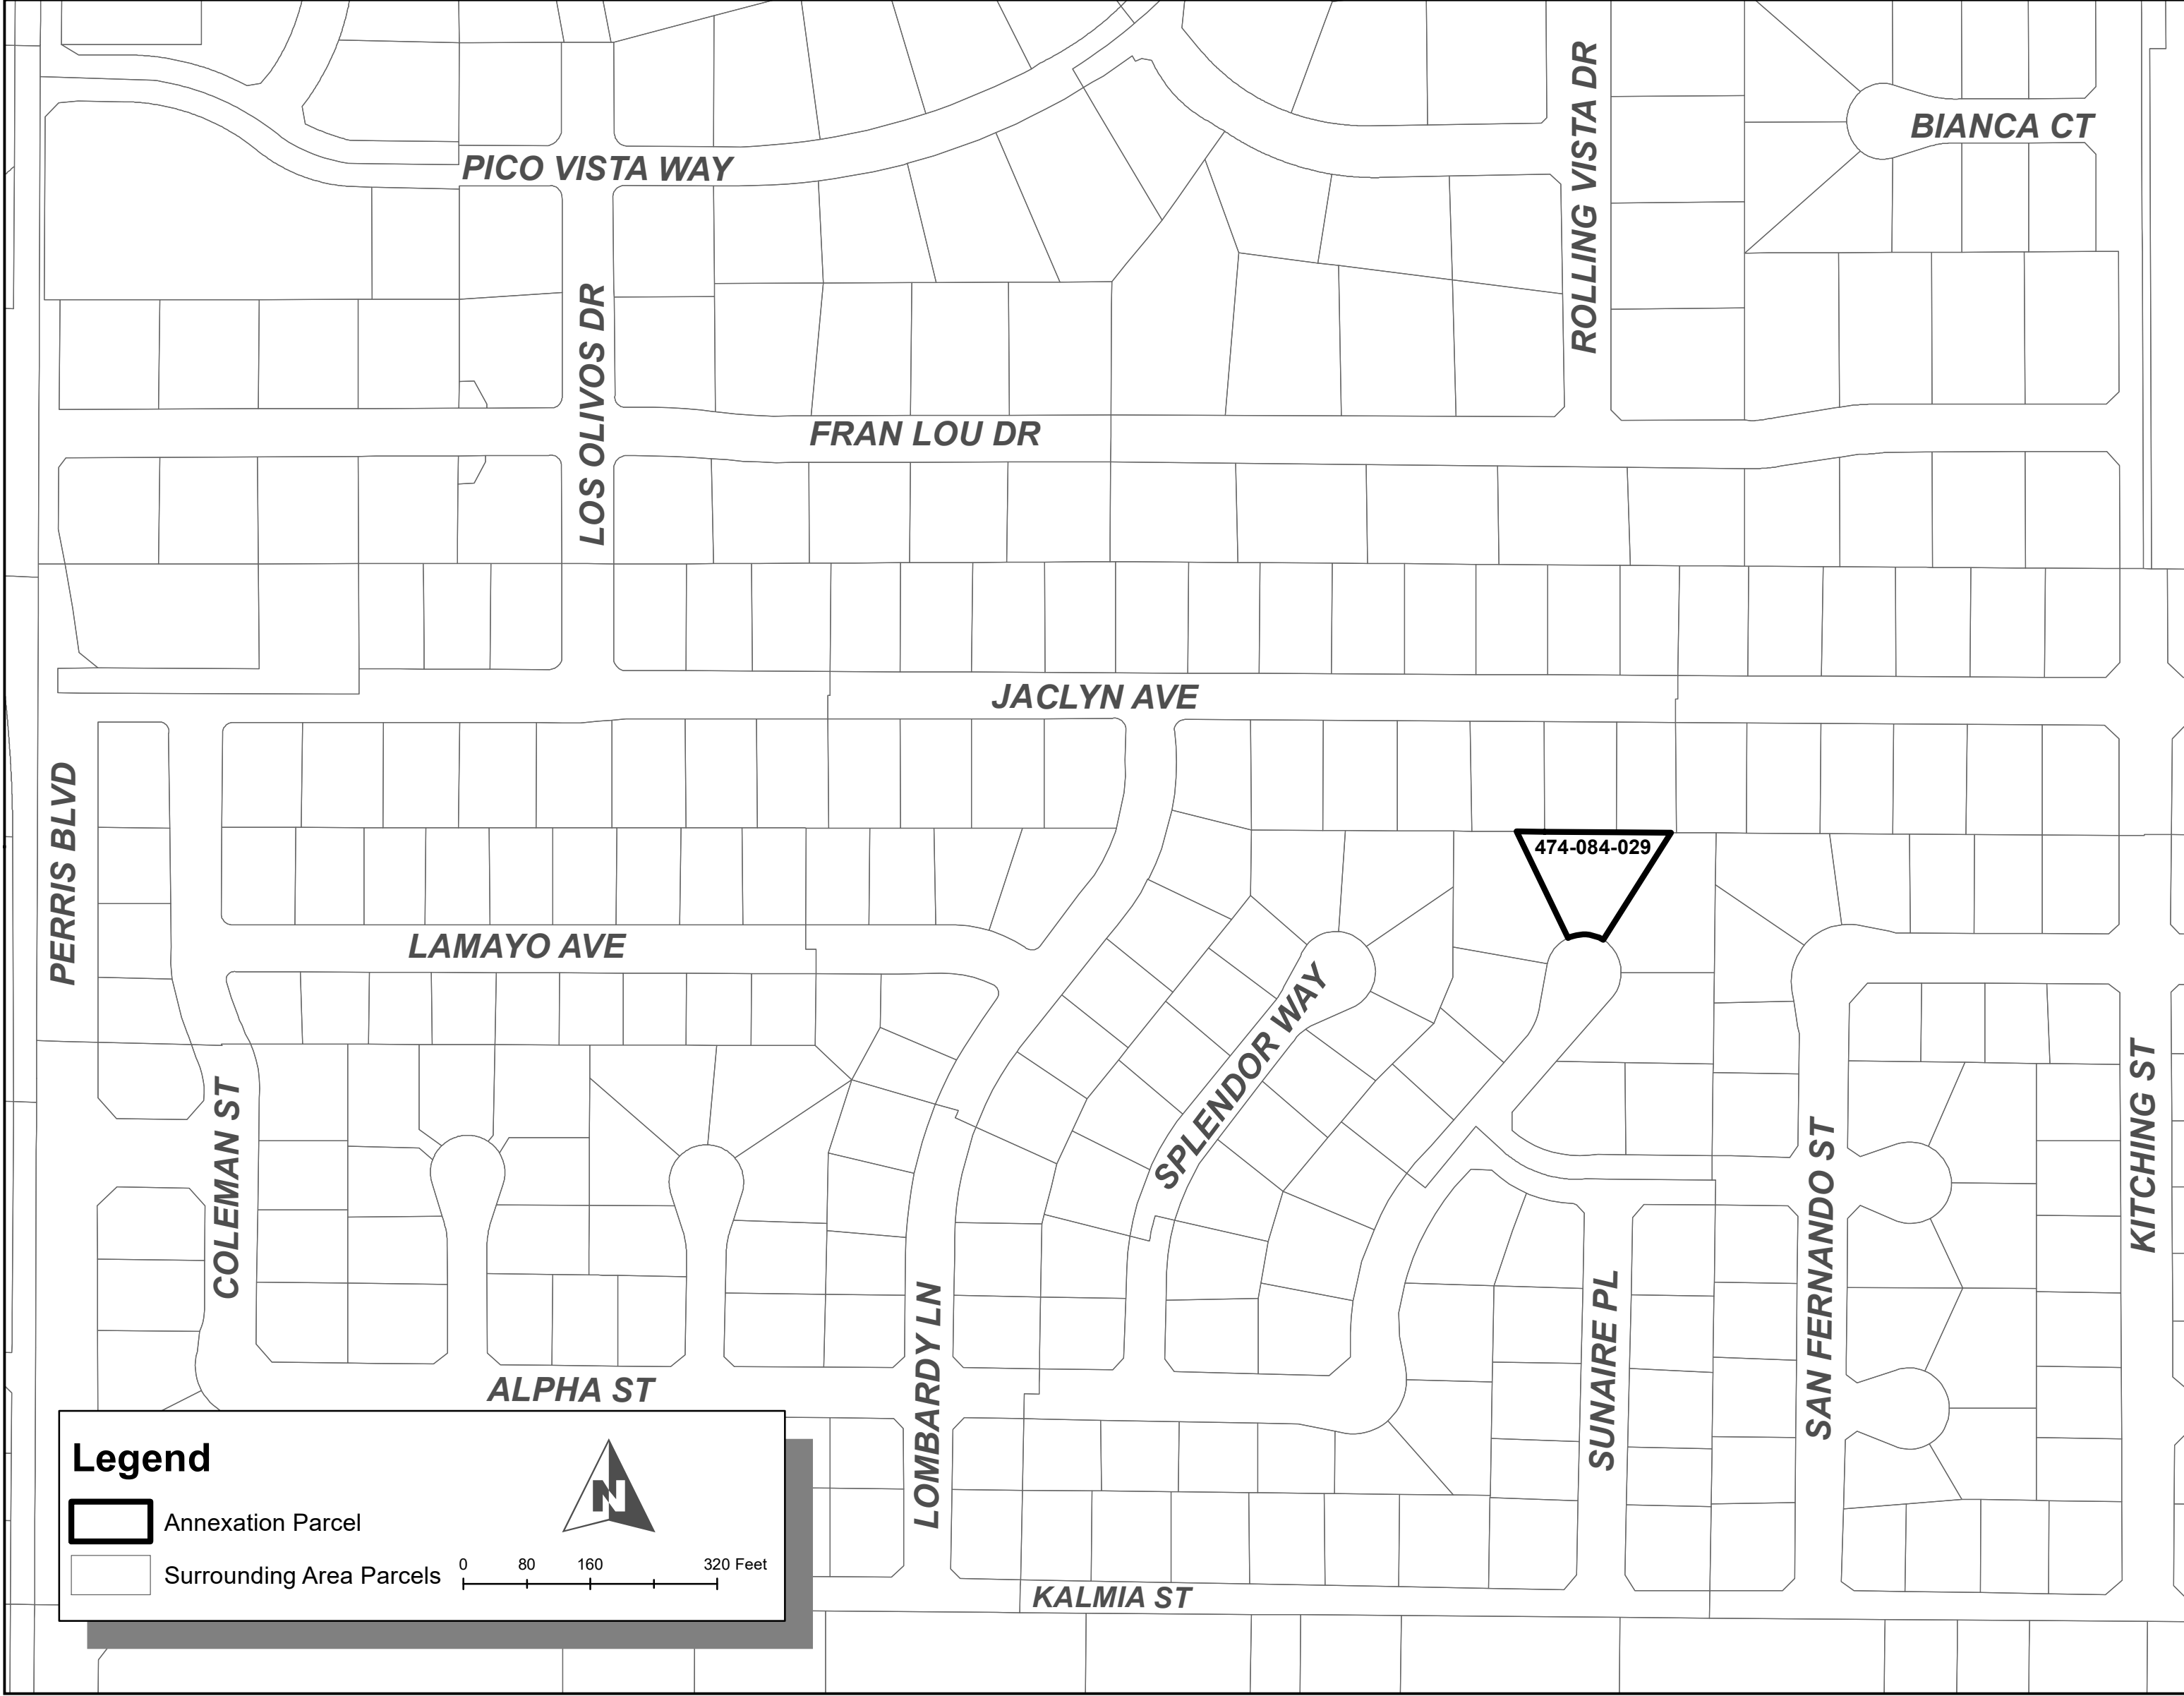 ROLLING VISTA DR
BIANCA CT
PICO VISTA WAY
LOS OLIVOS DR
FRAN LOU DR
JACLYN AVE
PERRIS BLVD
474-084-029
LAMAYO AVE
SPLENDOR WAY
COLEMAN ST
KITCHING ST
SAN FERNANDO ST
SUNAIRE PL
LOMBARDY LN
ALPHA ST
KALMIA ST
Legend
N
Annexation Parcel
Surrounding Area Parcels
0 80 160 320 Feet